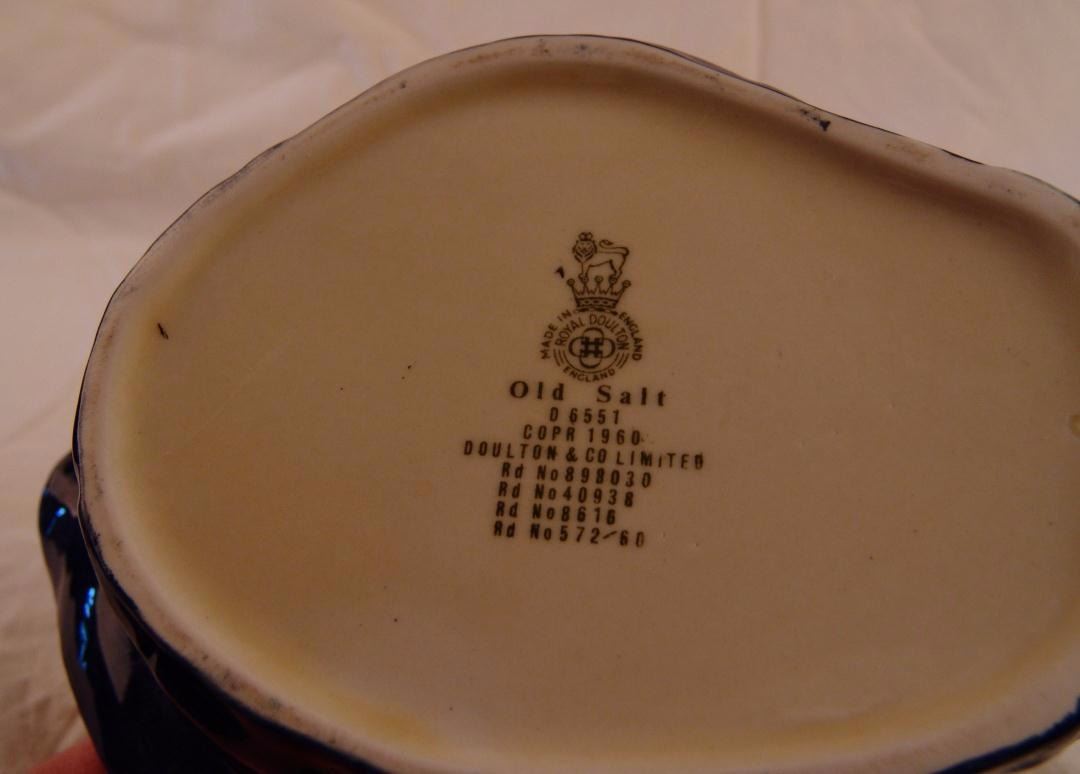 MADE IN ENGLAND
ROYAL DOULTON
ENGLAND
Old Salt
D 6551
COPR 1960
DOULTON & CO LIMITED
Rd No 898030
Rd No 40938
Rd No 8616
Rd No 572/60